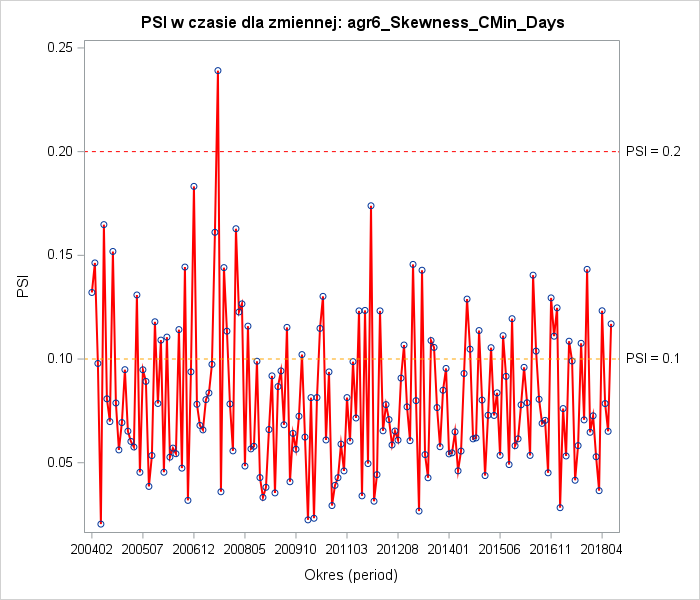 PSI w czasie dla zmiennej: agr6_Skewness_CMin_Days
0.25
0.20
0.15
0.10
0.05
PSI
PSI = 0.2
PSI = 0.1
200402 200507 200612 200805 200910 201103 201208 201401 201506 201611 201804
Okres (period)